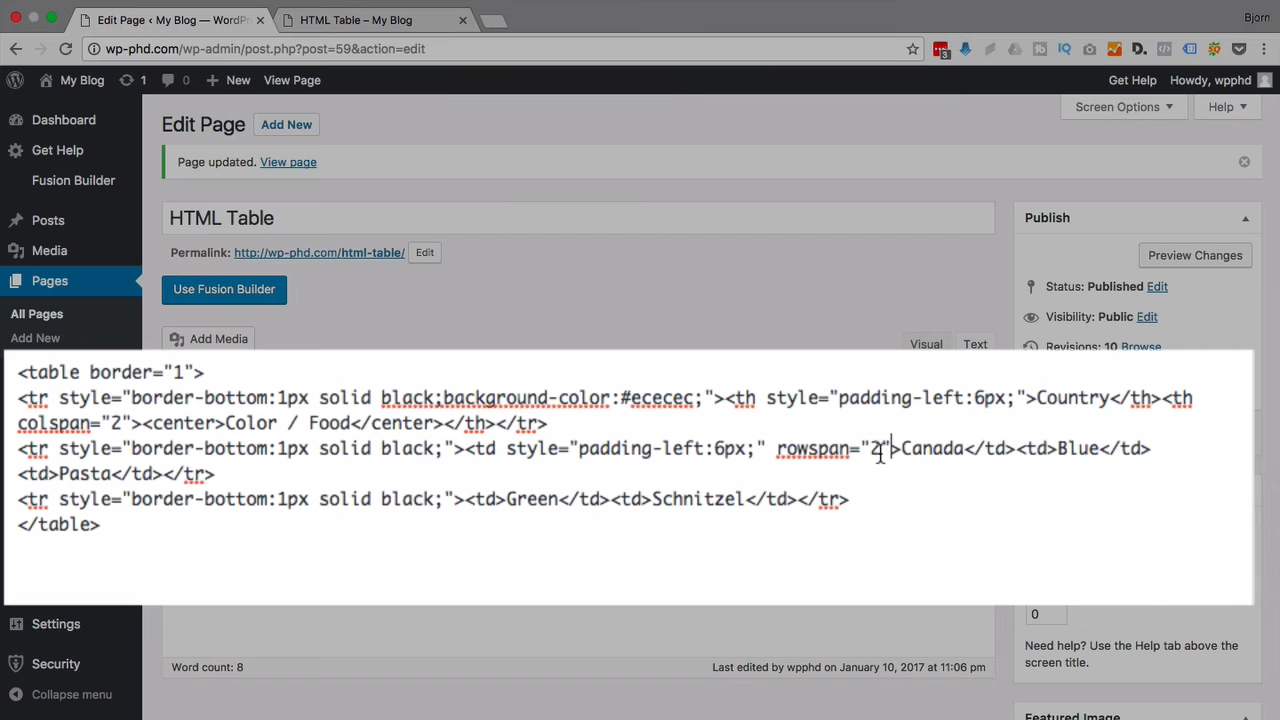 Edit Page ‹ My Blog — WordPr
HTML Table – My Blog
Bjorn
wp-phd.com/wp-admin/post.php?post=59&action=edit
3
My Blog 1 0 New View Page
Get Help Howdy, wpphd
Dashboard
Get Help
Fusion Builder
Posts
Media
Pages
All Pages
Add New
Settings
Security
Collapse menu
Screen Options Help
Edit Page Add New
Page updated. View page
HTML Table
Permalink: http://wp-phd.com/html-table/ Edit
Use Fusion Builder
Add Media
Visual Text
<table border="1">
<tr style="border-bottom:1px solid black;background-color:#ececec;"><th style="padding-left:6px;">Country</th><th
colspan="2"><center>Color / Food</center></th></tr>
<tr style="border-bottom:1px solid black;"><td style="padding-left:6px;" rowspan="2">Canada</td><td>Blue</td>
<td>Pasta</td></tr>
<tr style="border-bottom:1px solid black;"><td>Green</td><td>Schnitzel</td></tr>
</table>
Word count: 8
Last edited by wpphd on January 10, 2017 at 11:06 pm
Publish
Preview Changes
Status: Published Edit
Visibility: Public Edit
Revisions: 10 Browse
0
Need help? Use the Help tab above the
screen title.
Featured Image